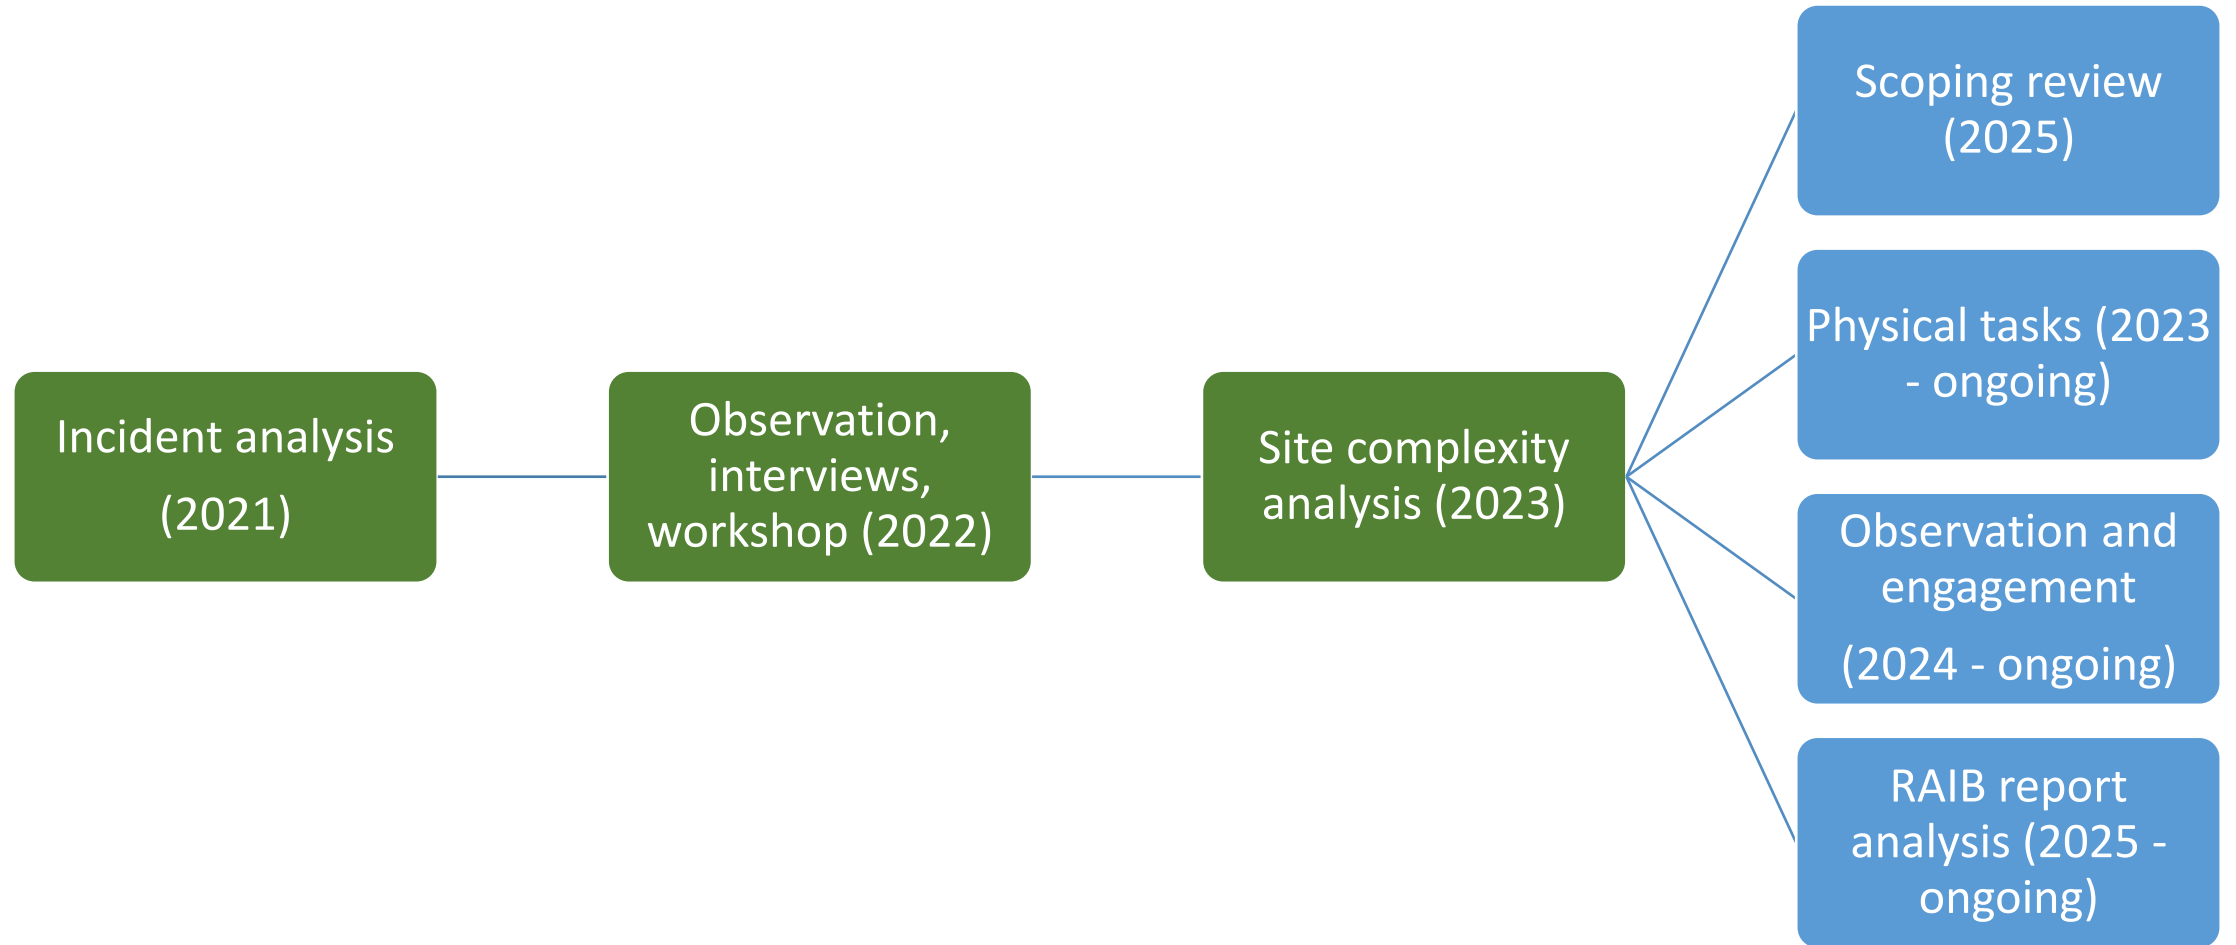 Incident analysis
(2021)
Observation,
interviews,
workshop (2022)
Site complexity
analysis (2023)
Scoping review
(2025)
Physical tasks (2023
- ongoing)
Observation and
engagement
(2024 - ongoing)
RAIB report
analysis (2025 -
ongoing)